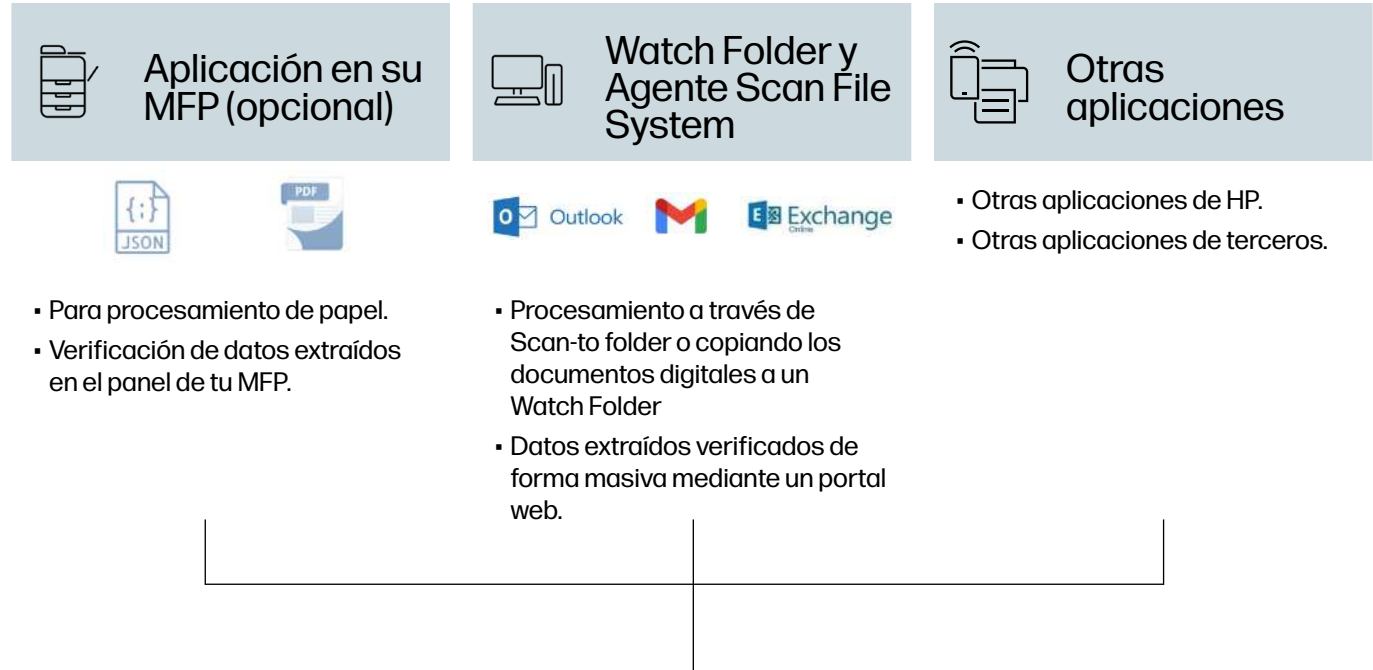 Aplicación en su
MFP (opcional)
{;}
JSON
PDF
▪ Para procesamiento de papel.
▪ Verificación de datos extraídos
en el panel de tu MFP.
Watch Folder y
Agente Scan File
System
Outlook
Exchange
Online
▪ Procesamiento a través de
Scan-to folder o copiando los
documentos digitales a un
Watch Folder
▪ Datos extraídos verificados de
forma masiva mediante un portal
web.
Otras
aplicaciones
▪ Otras aplicaciones de HP.
▪ Otras aplicaciones de terceros.